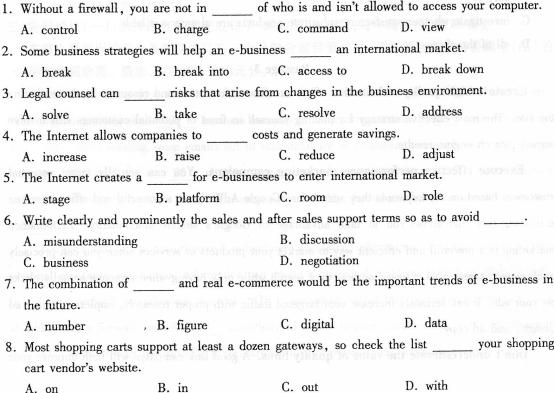 1. Without a firewall, you are not in ______ of who is and isn't allowed to access your computer.
A. control B. charge C. command D. view
2. Some business strategies will help an e-business ______ an international market.
A. break B. break into C. access to D. break down
3. Legal counsel can ______ risks that arise from changes in the business environment.
A. solve B. take C. resolve D. address
4. The Internet allows companies to ______ costs and generate savings.
A. increase B. raise C. reduce D. adjust
5. The Internet creates a ______ for e-businesses to enter international market.
A. stage B. platform C. room D. role
6. Write clearly and prominently the sales and after sales support terms so as to avoid ______.
A. misunderstanding B. discussion
C. business D. negotiation
7. The combination of ______ and real e-commerce would be the important trends of e-business in
the future.
A. number B. figure C. digital D. data
8. Most shopping carts support at least a dozen gateways, so check the list ______ your shopping
cart vendor's website.
A. on B. in C. out D. with